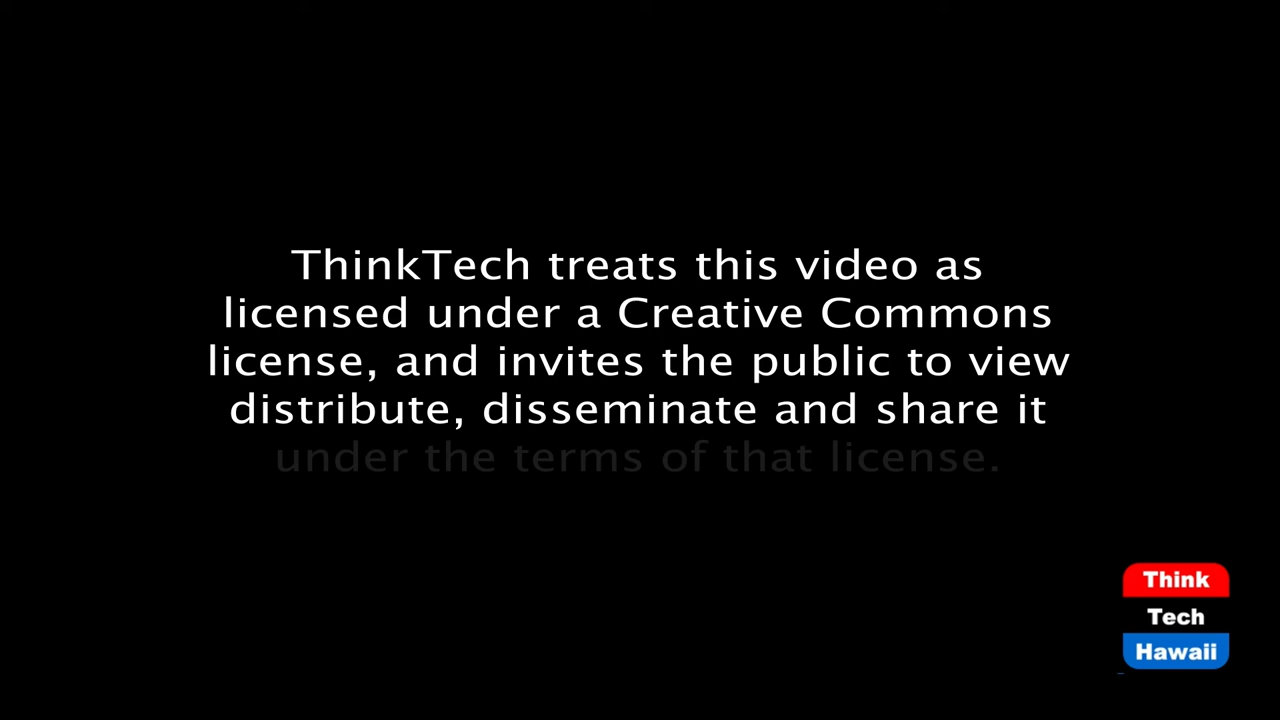 ThinkTech treats this video as
licensed under a Creative Commons
license, and invites the public to view
distribute, disseminate and share it
under the terms of that license.
Think
Tech
Hawaii